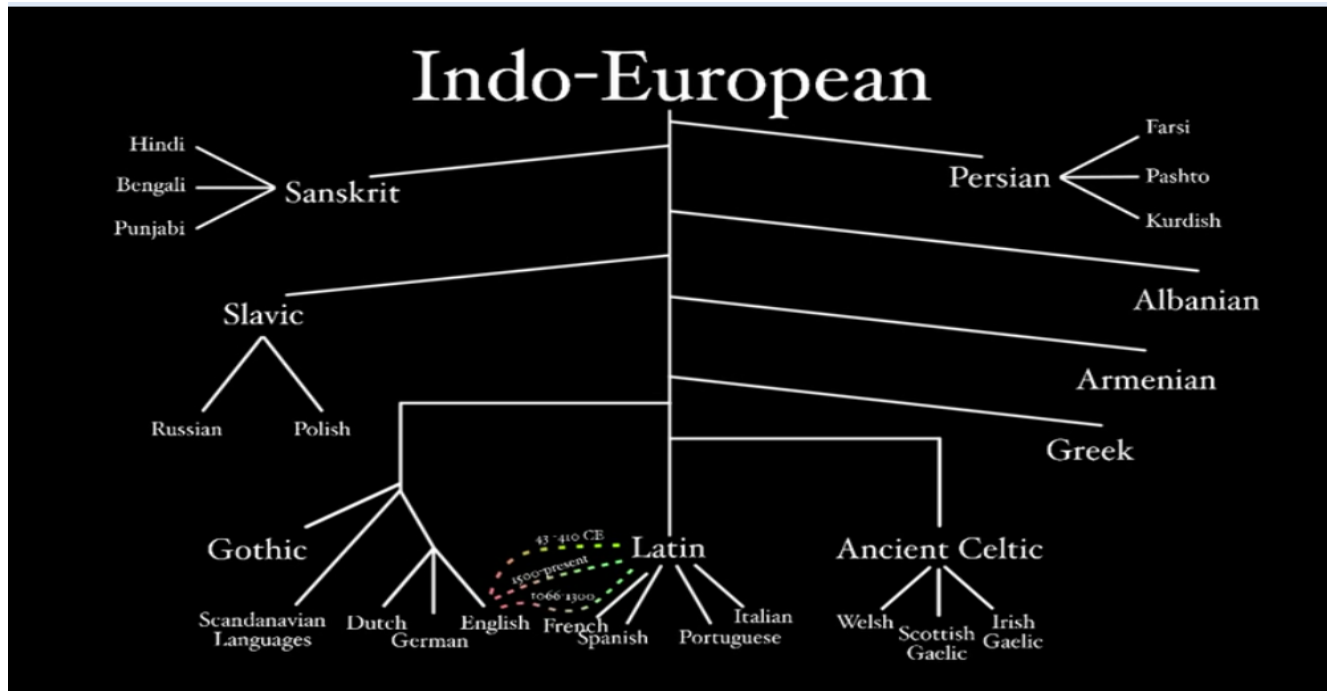 Indo-European
Hindi
Bengali
Punjabi
Sanskrit
Farsi
Persian
Pashto
Kurdish
Slavic
Albanian
Russian
Polish
Armenian
Greek
Gothic
43-410 CE
1500-present
1066-1300
Latin
Ancient Celtic
Scandanavian
Languages
Dutch
German
English
French
Spanish
Portuguese
Italian
Welsh
Scottish
Gaelic
Irish
Gaelic